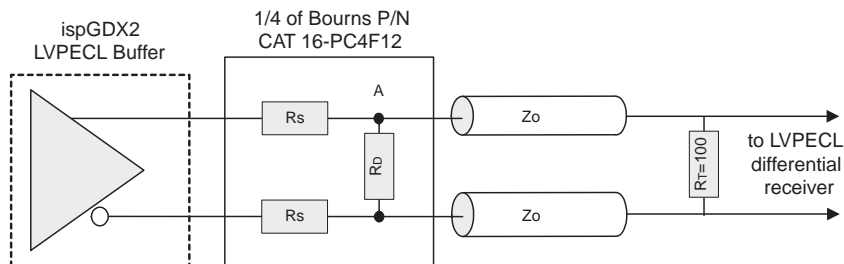 ispGDX2
LVPECL Buffer
1/4 of Bourns P/N
CAT 16-PC4F12
Rs
A
Zo
RD
RT=100
to LVPECL
differential
receiver
Rs
Zo